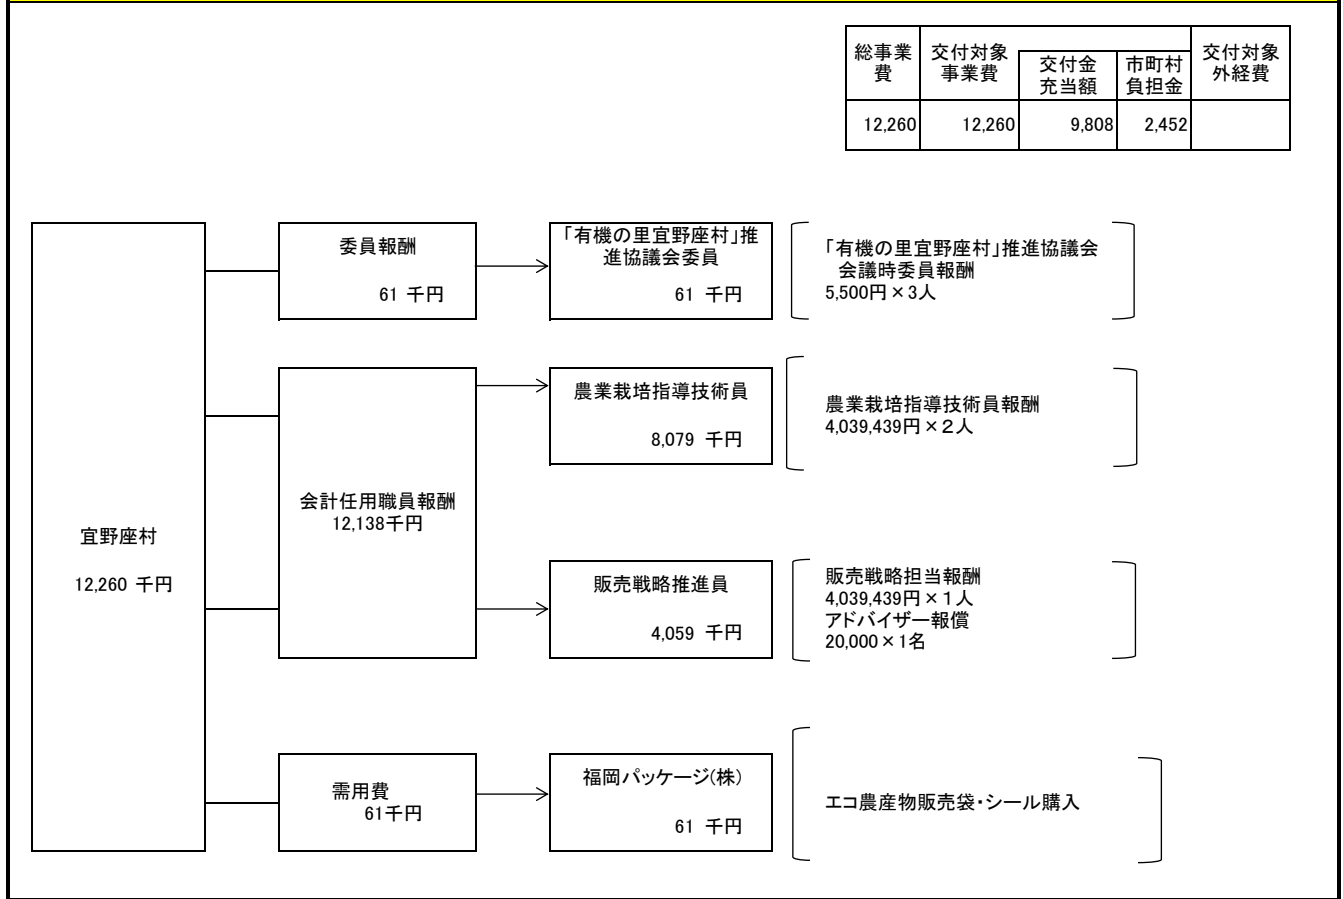 総事業費
交付対象事業費
交付金充当額
市町村負担金
交付対象外経費
12,260
12,260
9,808
2,452
宜野座村
12,260 千円
委員報酬
61 千円
「有機の里宜野座村」推
進協議会委員
61 千円
「有機の里宜野座村」推進協議会
会議時委員報酬
5,500円×3人
会計任用職員報酬
12,138千円
農業栽培指導技術員
8,079 千円
農業栽培指導技術員報酬
4,039,439円×２人
販売戦略推進員
4,059 千円
販売戦略担当報酬
4,039,439円×１人
アドバイザー報償
20,000×1名
需用費
61千円
福岡パッケージ(株)
61 千円
エコ農産物販売袋・シール購入